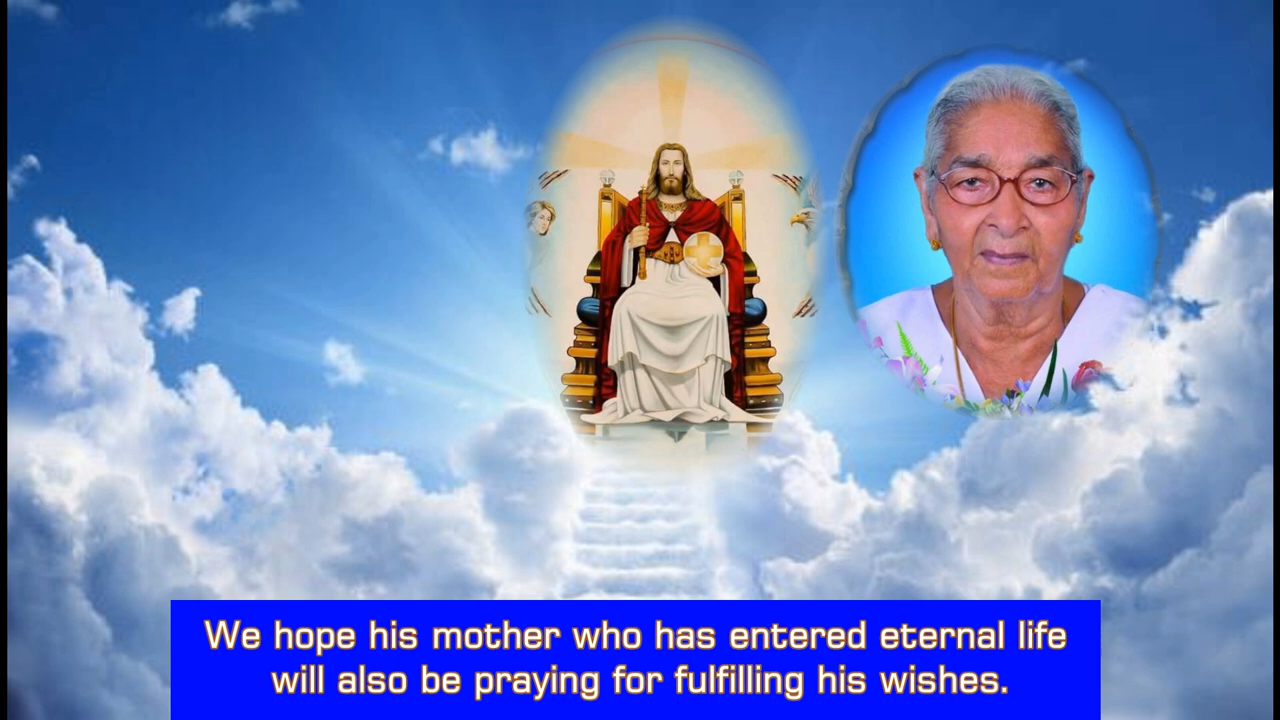 We hope his mother who has entered eternal life
will also be praying for fulfilling his wishes.